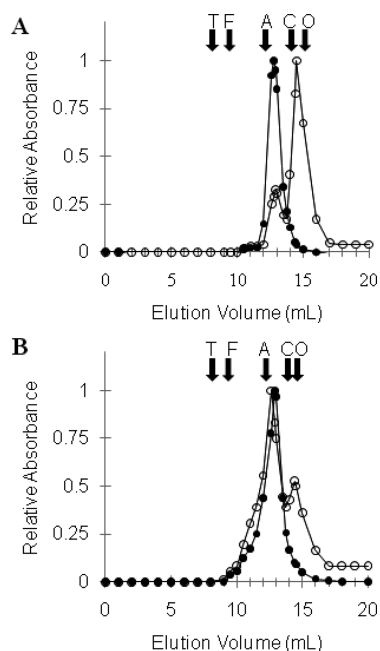 A
T F A C O
Relative Absorbance
1
0.75
0.5
0.25
0
0 5 10 15 20
Elution Volume (mL)
B
T F A C O
Relative Absorbance
1
0.75
0.5
0.25
0
0 5 10 15 20
Elution Volume (mL)